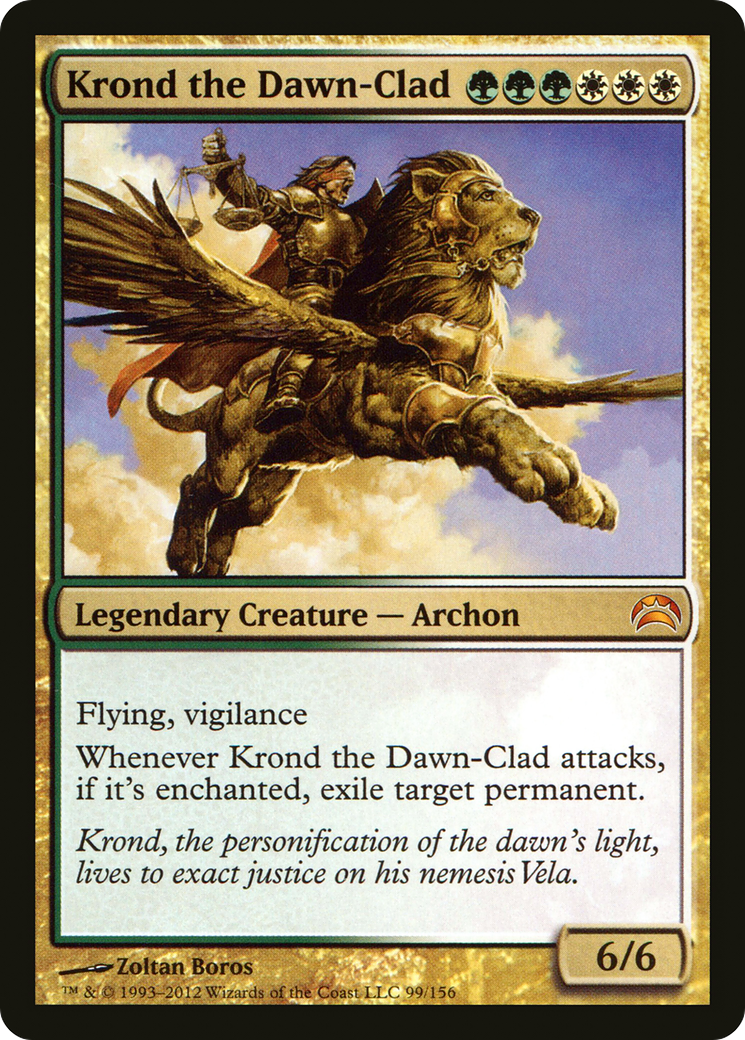 Krond the Dawn-Clad
Legendary Creature — Archon
Flying, vigilance
Whenever Krond the Dawn-Clad attacks,
if it's enchanted, exile target permanent.
Krond, the personification of the dawn's light,
lives to exact justice on his nemesis Vela.
6/6
Zoltan Boros
™ & © 1993–2012 Wizards of the Coast LLC 99/156